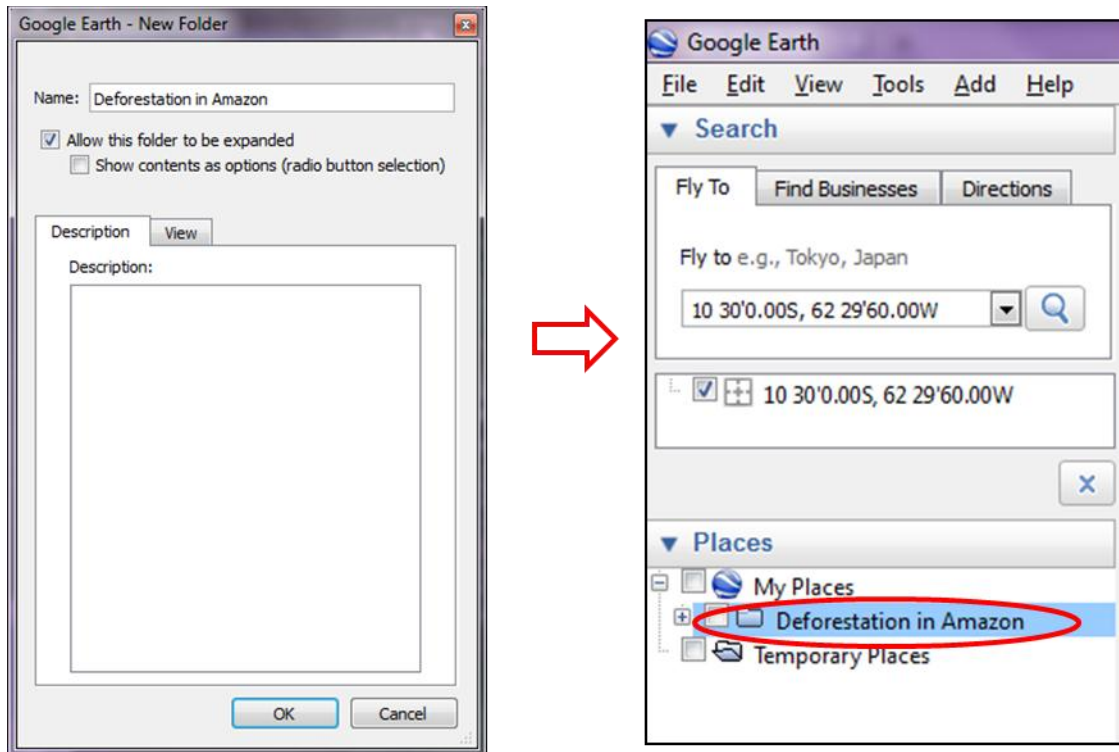 Google Earth - New Folder
Name: Deforestation in Amazon
Allow this folder to be expanded
Show contents as options (radio button selection)
Description View
Description:
OK Cancel
Google Earth
File Edit View Tools Add Help
Search
Fly To Find Businesses Directions
Fly to e.g., Tokyo, Japan
10 30'0.00S, 62 29'60.00W
10 30'0.00S, 62 29'60.00W
Places
My Places
Deforestation in Amazon
Temporary Places